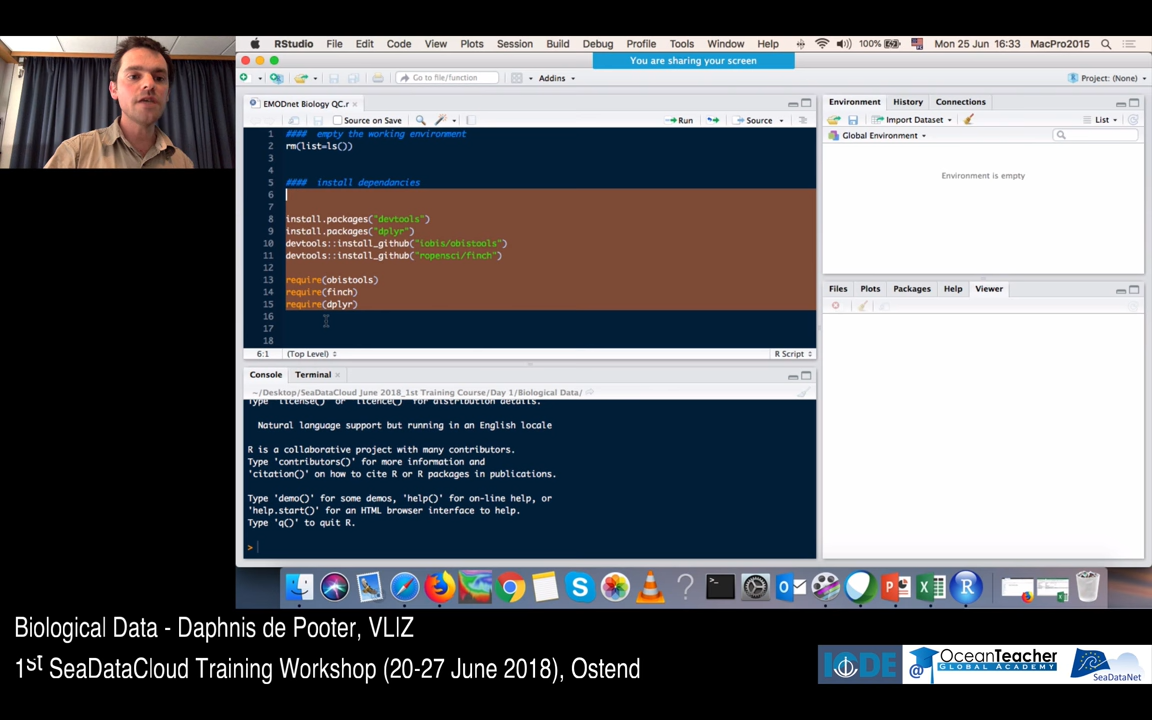 RStudio File Edit Code View Plots Session Build Debug Profile Tools Window Help 100% Mon 25 Jun 16:33 MacPro2015
You are sharing your screen
Go to file/function Addins Project: (None)
EMODnet Biology QC.r
Source on Save Run Source
1 #### empty the working environment
2 rm(list=ls())
3
4
5 #### install dependancies
6
7
8 install.packages("devtools")
9 install.packages("dplyr")
10 devtools::install_github("iobis/obistools")
11 devtools::install_github("ropensci/finch")
12
13 require(obistools)
14 require(finch)
15 require(dplyr)
16
17
18
6:1 (Top Level) R Script
Console Terminal
~/Desktop/SeaDataCloud June 2018_1st Training Course/Day 1/Biological Data/
Type 'license()' or 'licence()' for distribution details.
Natural language support but running in an English locale
R is a collaborative project with many contributors.
Type 'contributors()' for more information and
'citation()' on how to cite R or R packages in publications.
Type 'demo()' for some demos, 'help()' for on-line help, or
'help.start()' for an HTML browser interface to help.
Type 'q()' to quit R.
>
Environment History Connections
Import Dataset List
Global Environment
Environment is empty
Files Plots Packages Help Viewer
Biological Data - Daphnis de Pooter, VLIZ
1st SeaDataCloud Training Workshop (20-27 June 2018), Ostend
IODE
OceanTeacher
GLOBAL ACADEMY
SeaDataNet